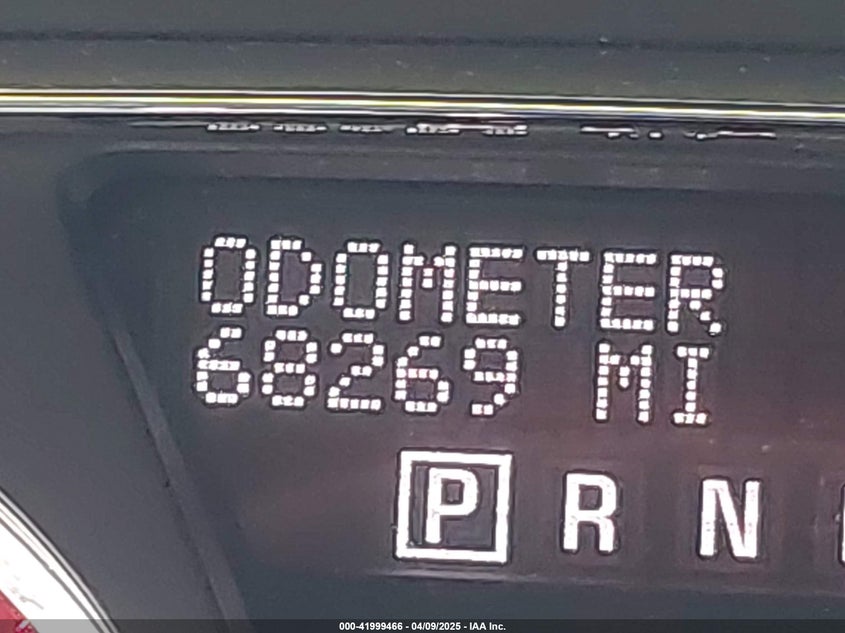 ODOMETER
68269 MI
P R N
000-41999466 - 04/09/2025 - IAA Inc.